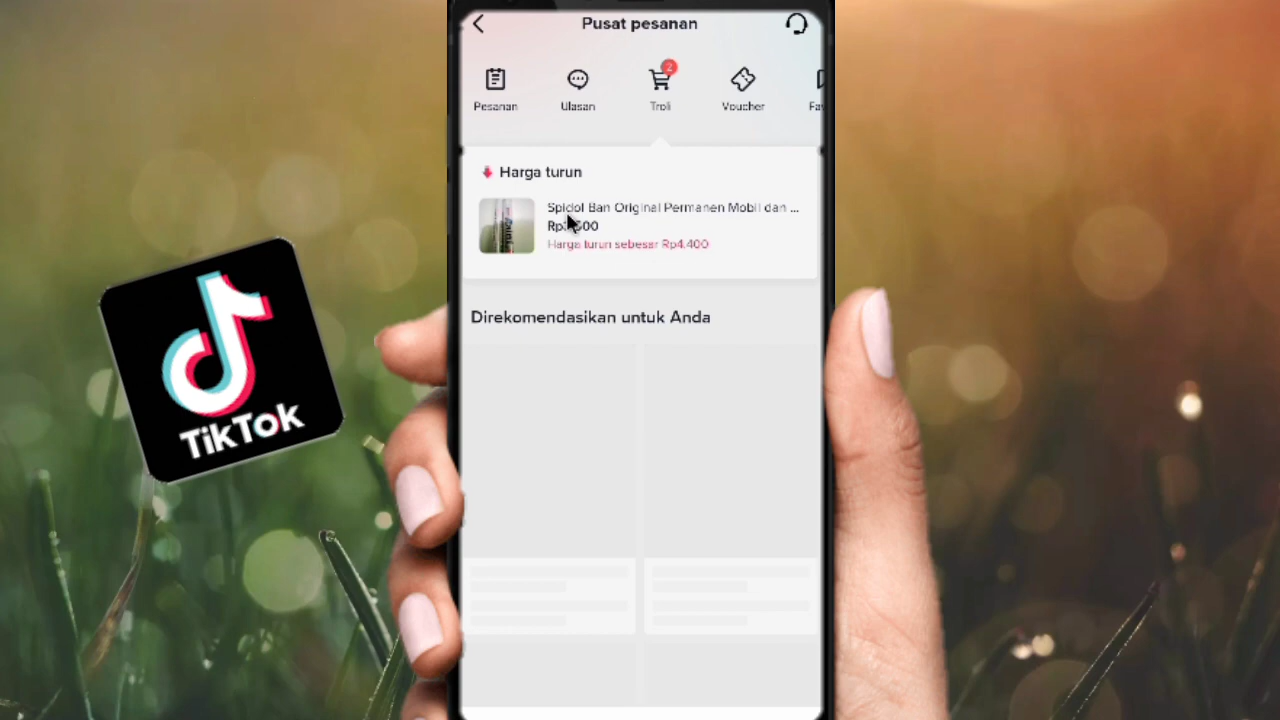 Pusat pesanan
Pesanan
Ulasan
2
Troli
Voucher
Harga turun
Spidol Ban Original Permanen Mobil dan ...
Harga turun sebesar Rp4.400
Direkomendasikan untuk Anda
TikTok